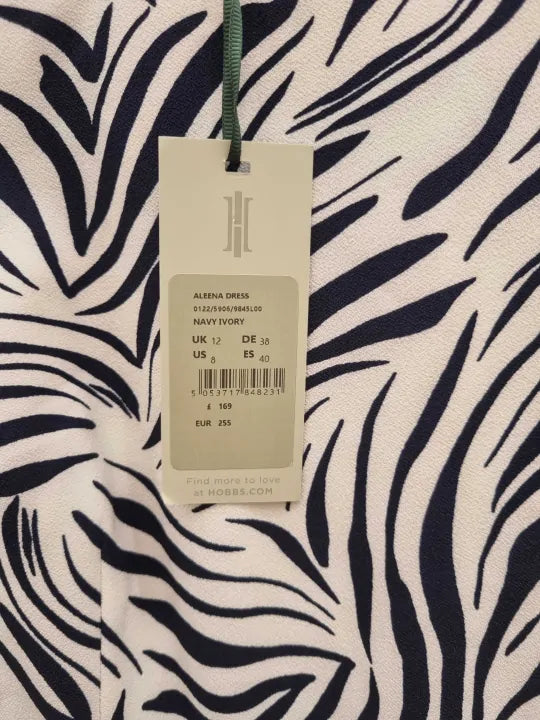 ALEENA DRESS
0122/5906/9845L00
NAVY IVORY
UK 12 DE 38
US 8 ES 40
5 053717 848231
£ 169
EUR 255
Find more to love
at HOBBS.COM